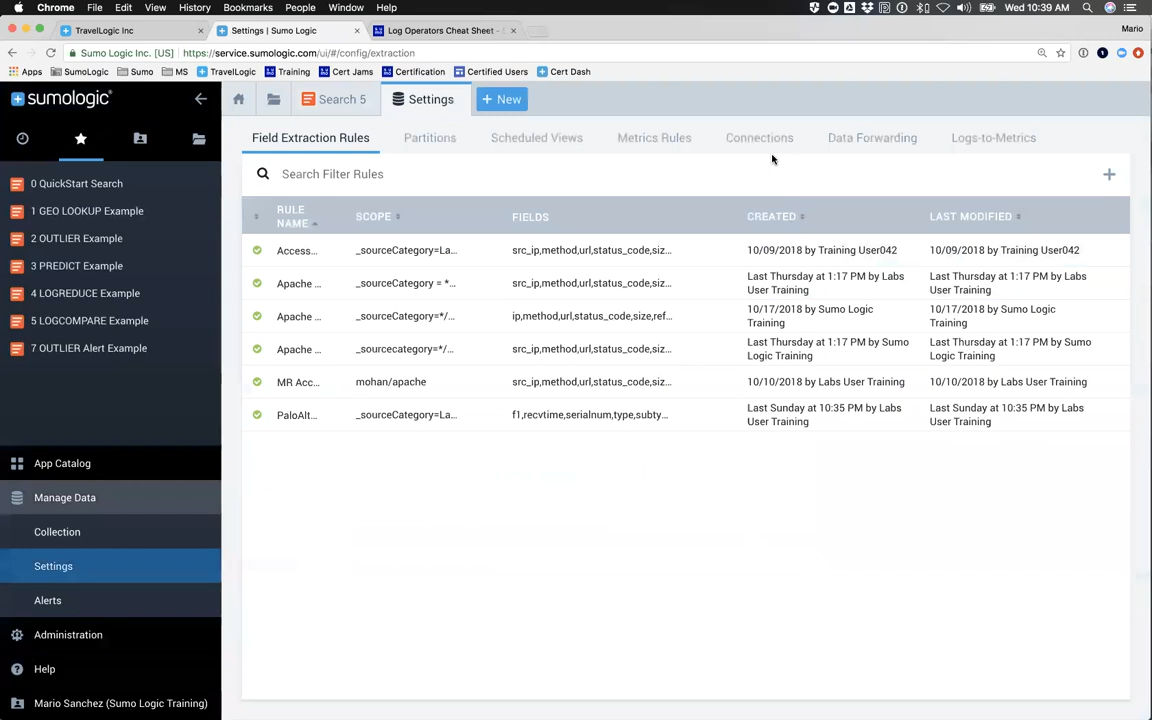 Chrome File Edit View History Bookmarks People Window Help Wed 10:39 AM
TravelLogic Inc Settings | Sumo Logic Log Operators Cheat Sheet - Mario
Sumo Logic Inc. [US] https://service.sumologic.com/ui/#/config/extraction
Apps SumoLogic Sumo MS TravelLogic Training Cert Jams Certification Certified Users Cert Dash
sumologic Search 5 Settings + New
Field Extraction Rules Partitions Scheduled Views Metrics Rules Connections Data Forwarding Logs-to-Metrics
Search Filter Rules
RULE NAME SCOPE FIELDS CREATED LAST MODIFIED
Access... _sourceCategory=La... src_ip,method,url,status_code,siz... 10/09/2018 by Training User042 10/09/2018 by Training User042
Apache ... _sourceCategory = *... src_ip,method,url,status_code,siz... Last Thursday at 1:17 PM by Labs User Training Last Thursday at 1:17 PM by Labs User Training
Apache ... _sourceCategory=*/... ip,method,url,status_code,size,ref... 10/17/2018 by Sumo Logic Training 10/17/2018 by Sumo Logic Training
Apache ... _sourcecategory=*/... src_ip,method,url,status_code,siz... Last Thursday at 1:17 PM by Sumo Logic Training Last Thursday at 1:17 PM by Sumo Logic Training
MR Acc... mohan/apache src_ip,method,url,status_code,siz... 10/10/2018 by Labs User Training 10/10/2018 by Labs User Training
PaloAlt... _sourceCategory=La... f1,recvtime,serialnum,type,subty... Last Sunday at 10:35 PM by Labs User Training Last Sunday at 10:35 PM by Labs User Training
0 QuickStart Search
1 GEO LOOKUP Example
2 OUTLIER Example
3 PREDICT Example
4 LOGREDUCE Example
5 LOGCOMPARE Example
7 OUTLIER Alert Example
App Catalog
Manage Data
Collection
Settings
Alerts
Administration
Help
Mario Sanchez (Sumo Logic Training)